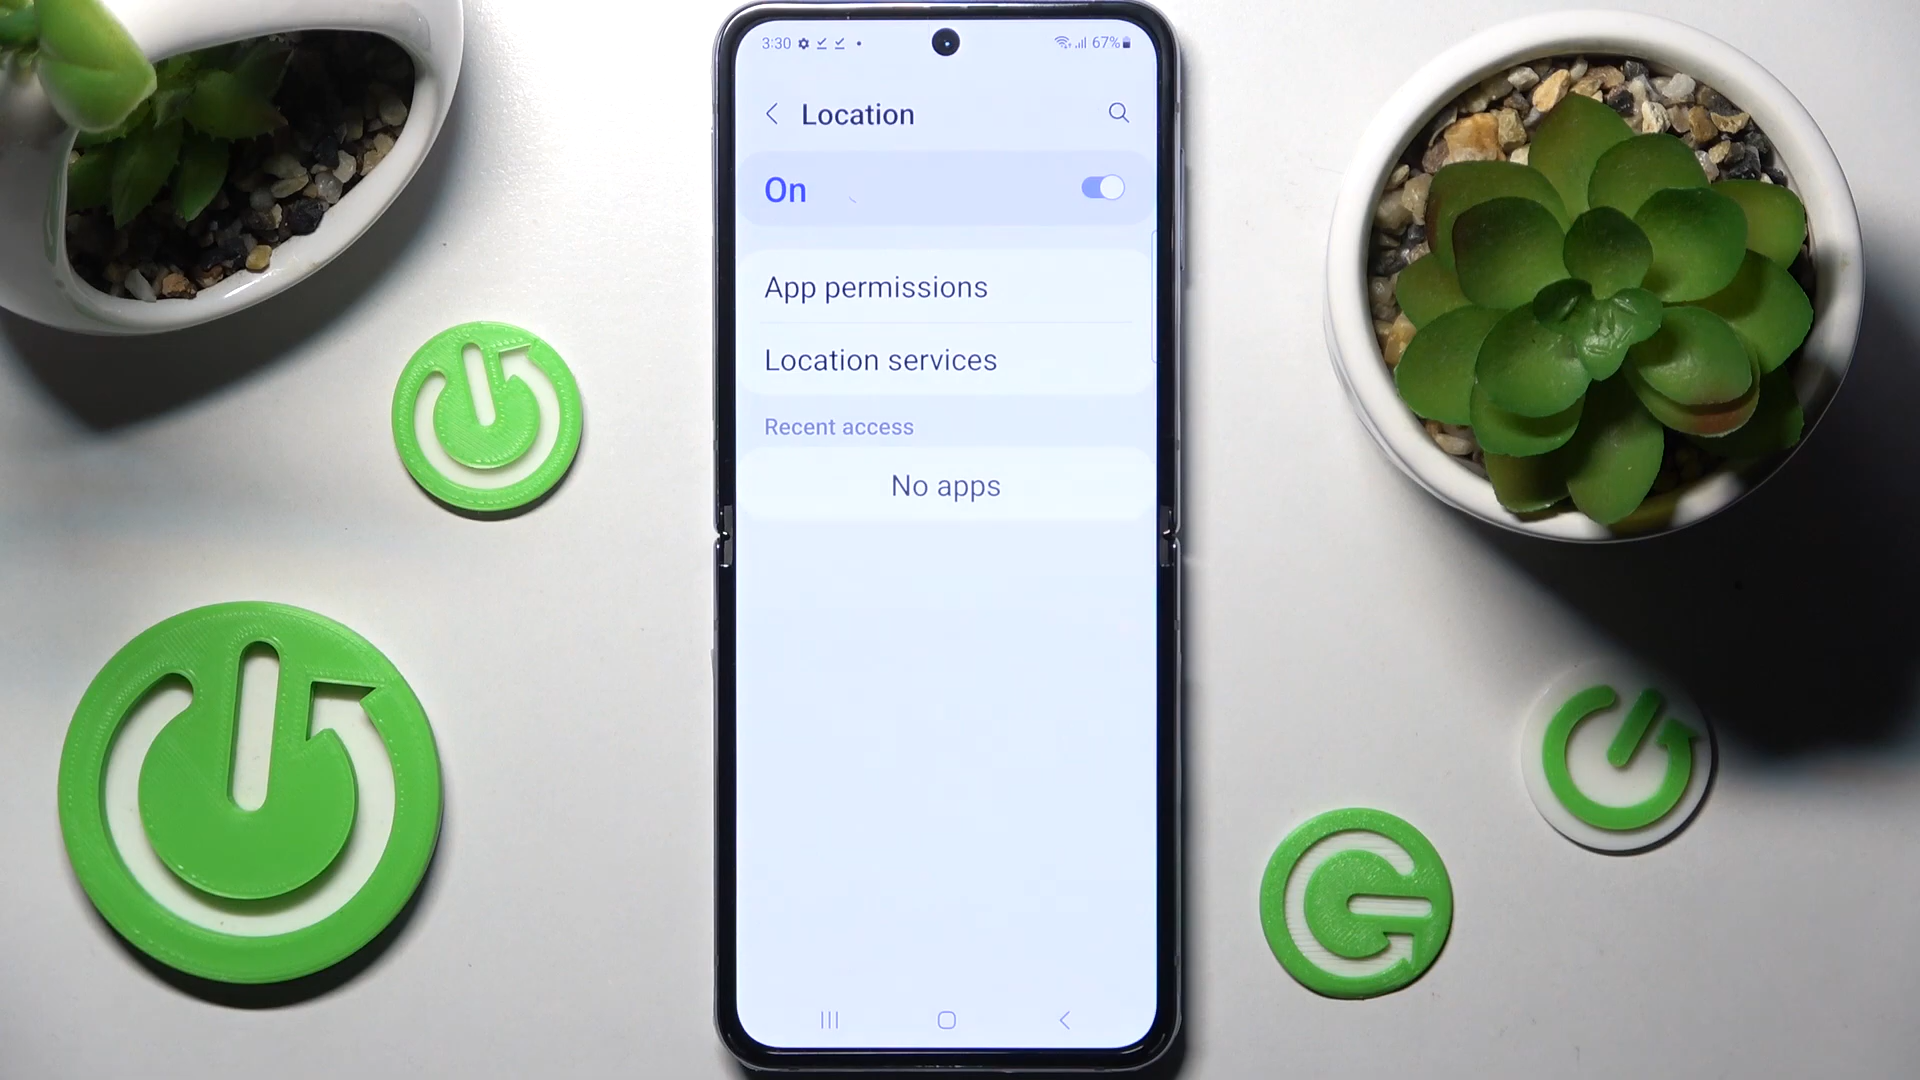 3:30 67%
Location
On
App permissions
Location services
Recent access
No apps